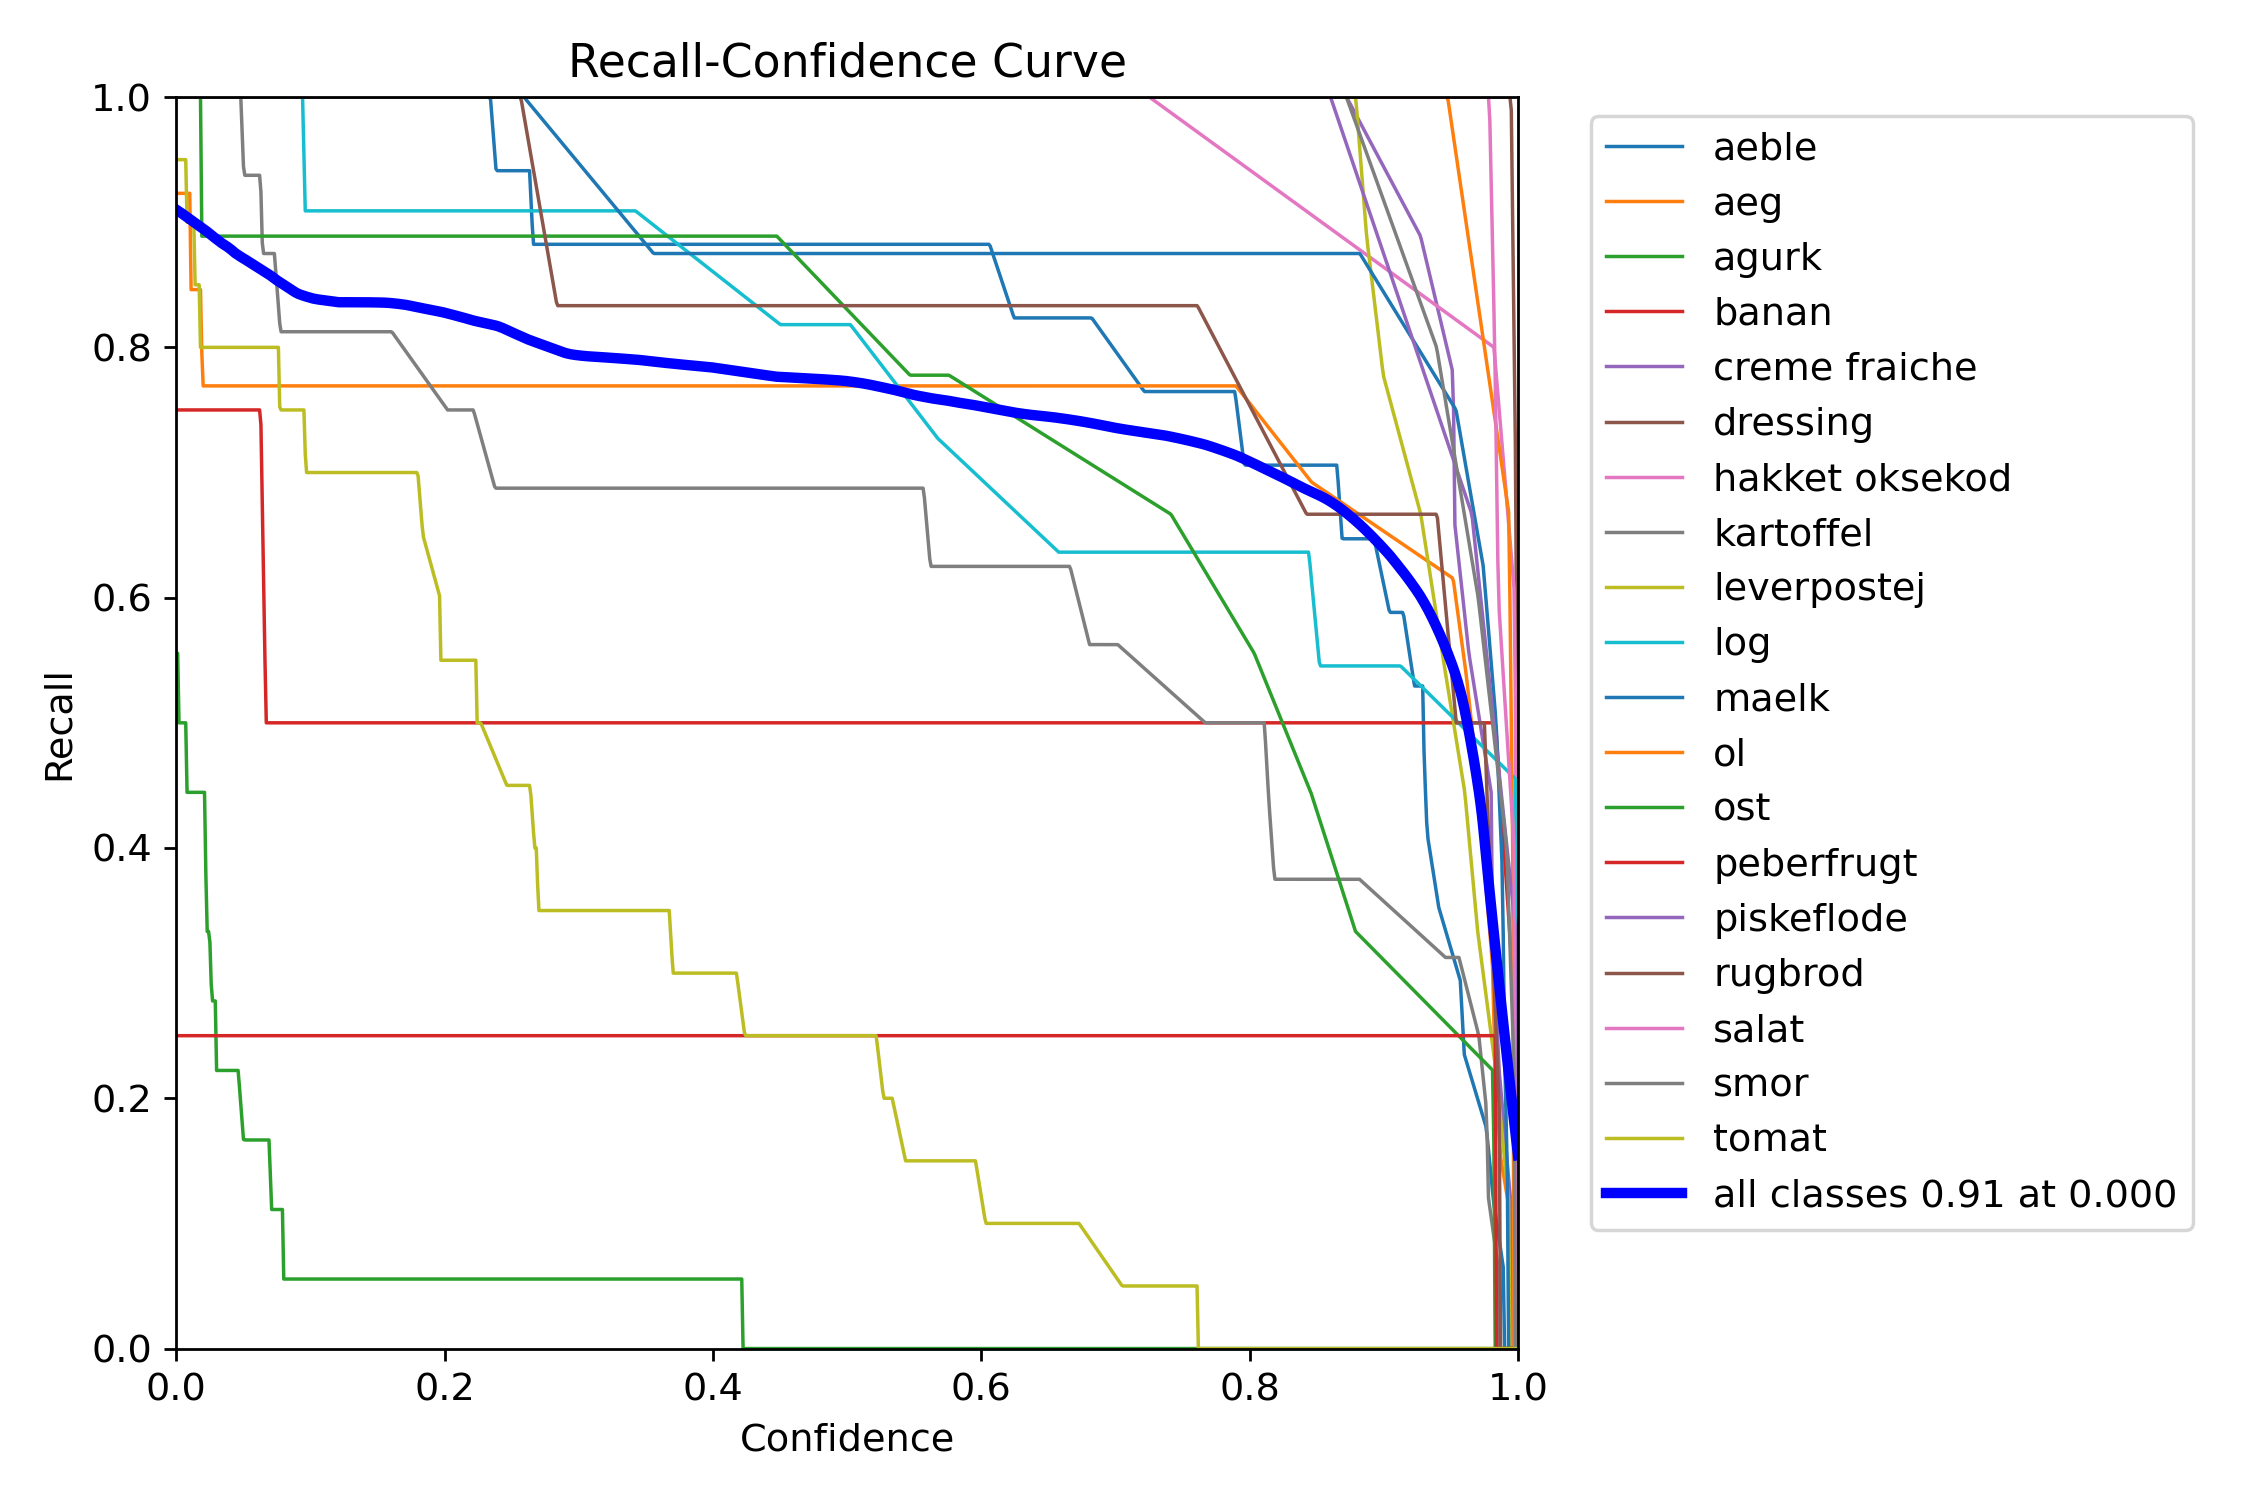 Recall-Confidence Curve
1.0
0.8
0.6
0.4
0.2
0.0
Recall
0.0 0.2 0.4 0.6 0.8 1.0
Confidence
aeble
aeg
agurk
banan
creme fraiche
dressing
hakket oksekod
kartoffel
leverpostej
log
maelk
ol
ost
peberfrugt
piskeflode
rugbrod
salat
smor
tomat
all classes 0.91 at 0.000